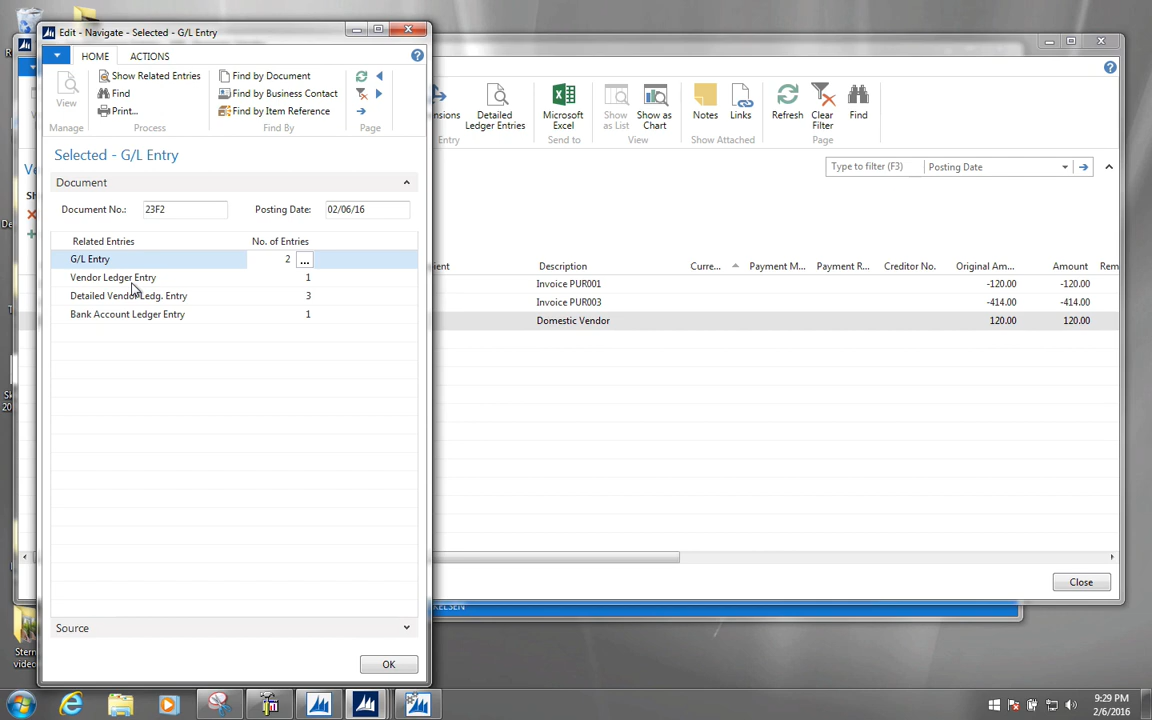 Edit - Navigate - Selected - G/L Entry
HOME
ACTIONS
View
Manage
Show Related Entries
Find
Print...
Process
Find by Document
Find by Business Contact
Find by Item Reference
Find By
Page
Selected - G/L Entry
Document
Document No.: 23F2
Posting Date: 02/06/16
Related Entries No. of Entries
G/L Entry 2 ...
Vendor Ledger Entry 1
Detailed Vendor Ledg. Entry 3
Bank Account Ledger Entry 1
Source
OK
Detailed Ledger Entries
Entry
Microsoft Excel
Send to
Show as List
Show as Chart
View
Notes
Links
Show Attached
Refresh
Clear Filter
Find
Page
Type to filter (F3)
Posting Date
Description Curre... Payment M... Payment R... Creditor No. Original Am... Amount Rem
Invoice PUR001 -120.00 -120.00
Invoice PUR003 -414.00 -414.00
Domestic Vendor 120.00 120.00
Close
9:29 PM
2/6/2016